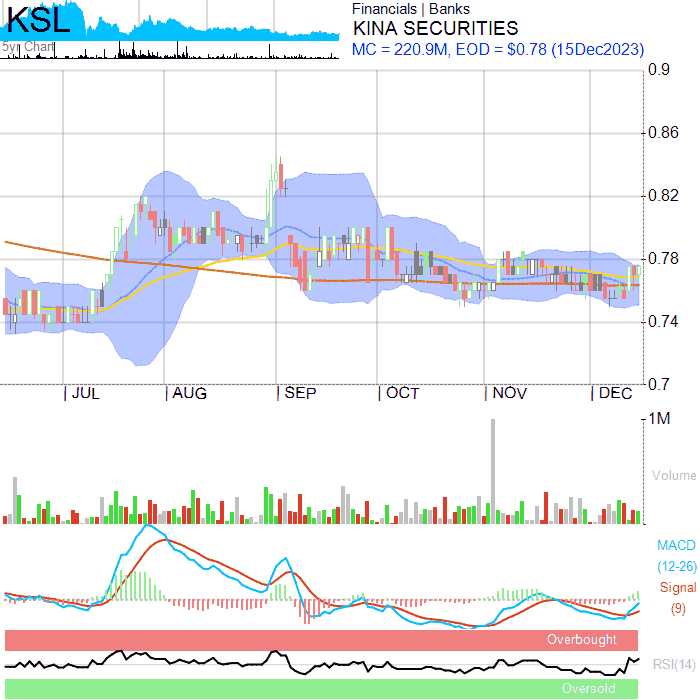 KSL
5yr Chart
Financials | Banks
KINA SECURITIES
MC = 220.9M, EOD = $0.78 (15Dec2023)
0.9
0.86
0.82
0.78
0.74
0.7
JUL AUG SEP OCT NOV DEC
1M
Volume
MACD
(12-26)
Signal
(9)
Overbought
RSI(14)
Oversold